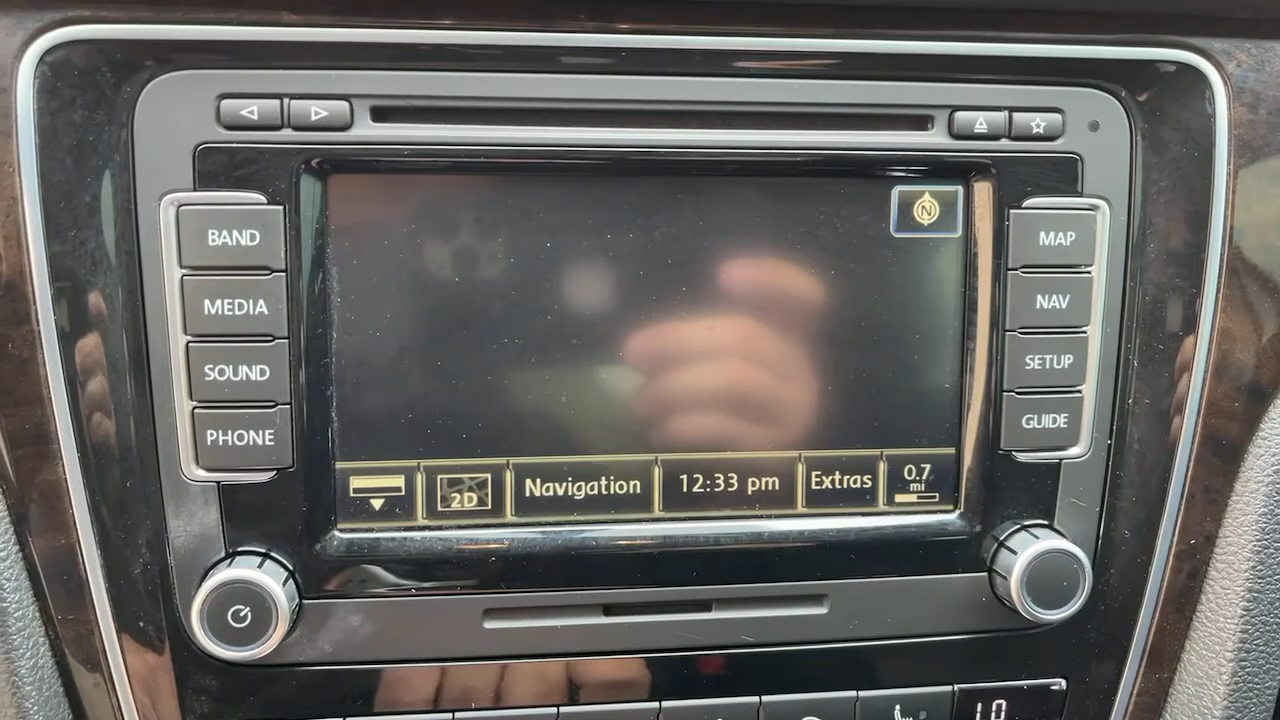 BAND
MEDIA
SOUND
PHONE
N
MAP
NAV
SETUP
GUIDE
2D
Navigation
12:33 pm
Extras
0.7
mi